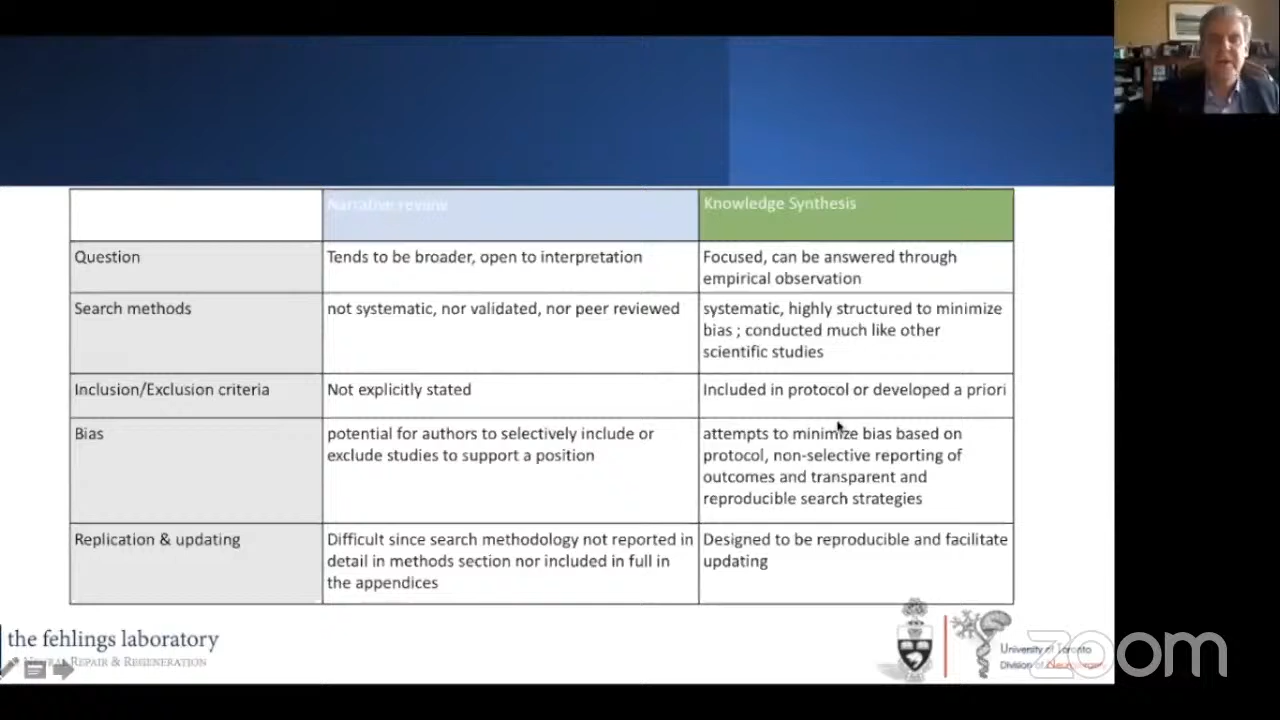 Narrative review
Knowledge Synthesis
Question
Tends to be broader, open to interpretation
Focused, can be answered through
empirical observation
Search methods
not systematic, nor validated, nor peer reviewed
systematic, highly structured to minimize
bias ; conducted much like other
scientific studies
Inclusion/Exclusion criteria
Not explicitly stated
Included in protocol or developed a priori
Bias
potential for authors to selectively include or
exclude studies to support a position
attempts to minimize bias based on
protocol, non-selective reporting of
outcomes and transparent and
reproducible search strategies
Replication & updating
Difficult since search methodology not reported in
detail in methods section nor included in full in
the appendices
Designed to be reproducible and facilitate
updating
the fehlings laboratory
Neural Repair & Regeneration
University of Toronto
Division of Neurosurgery
zoom